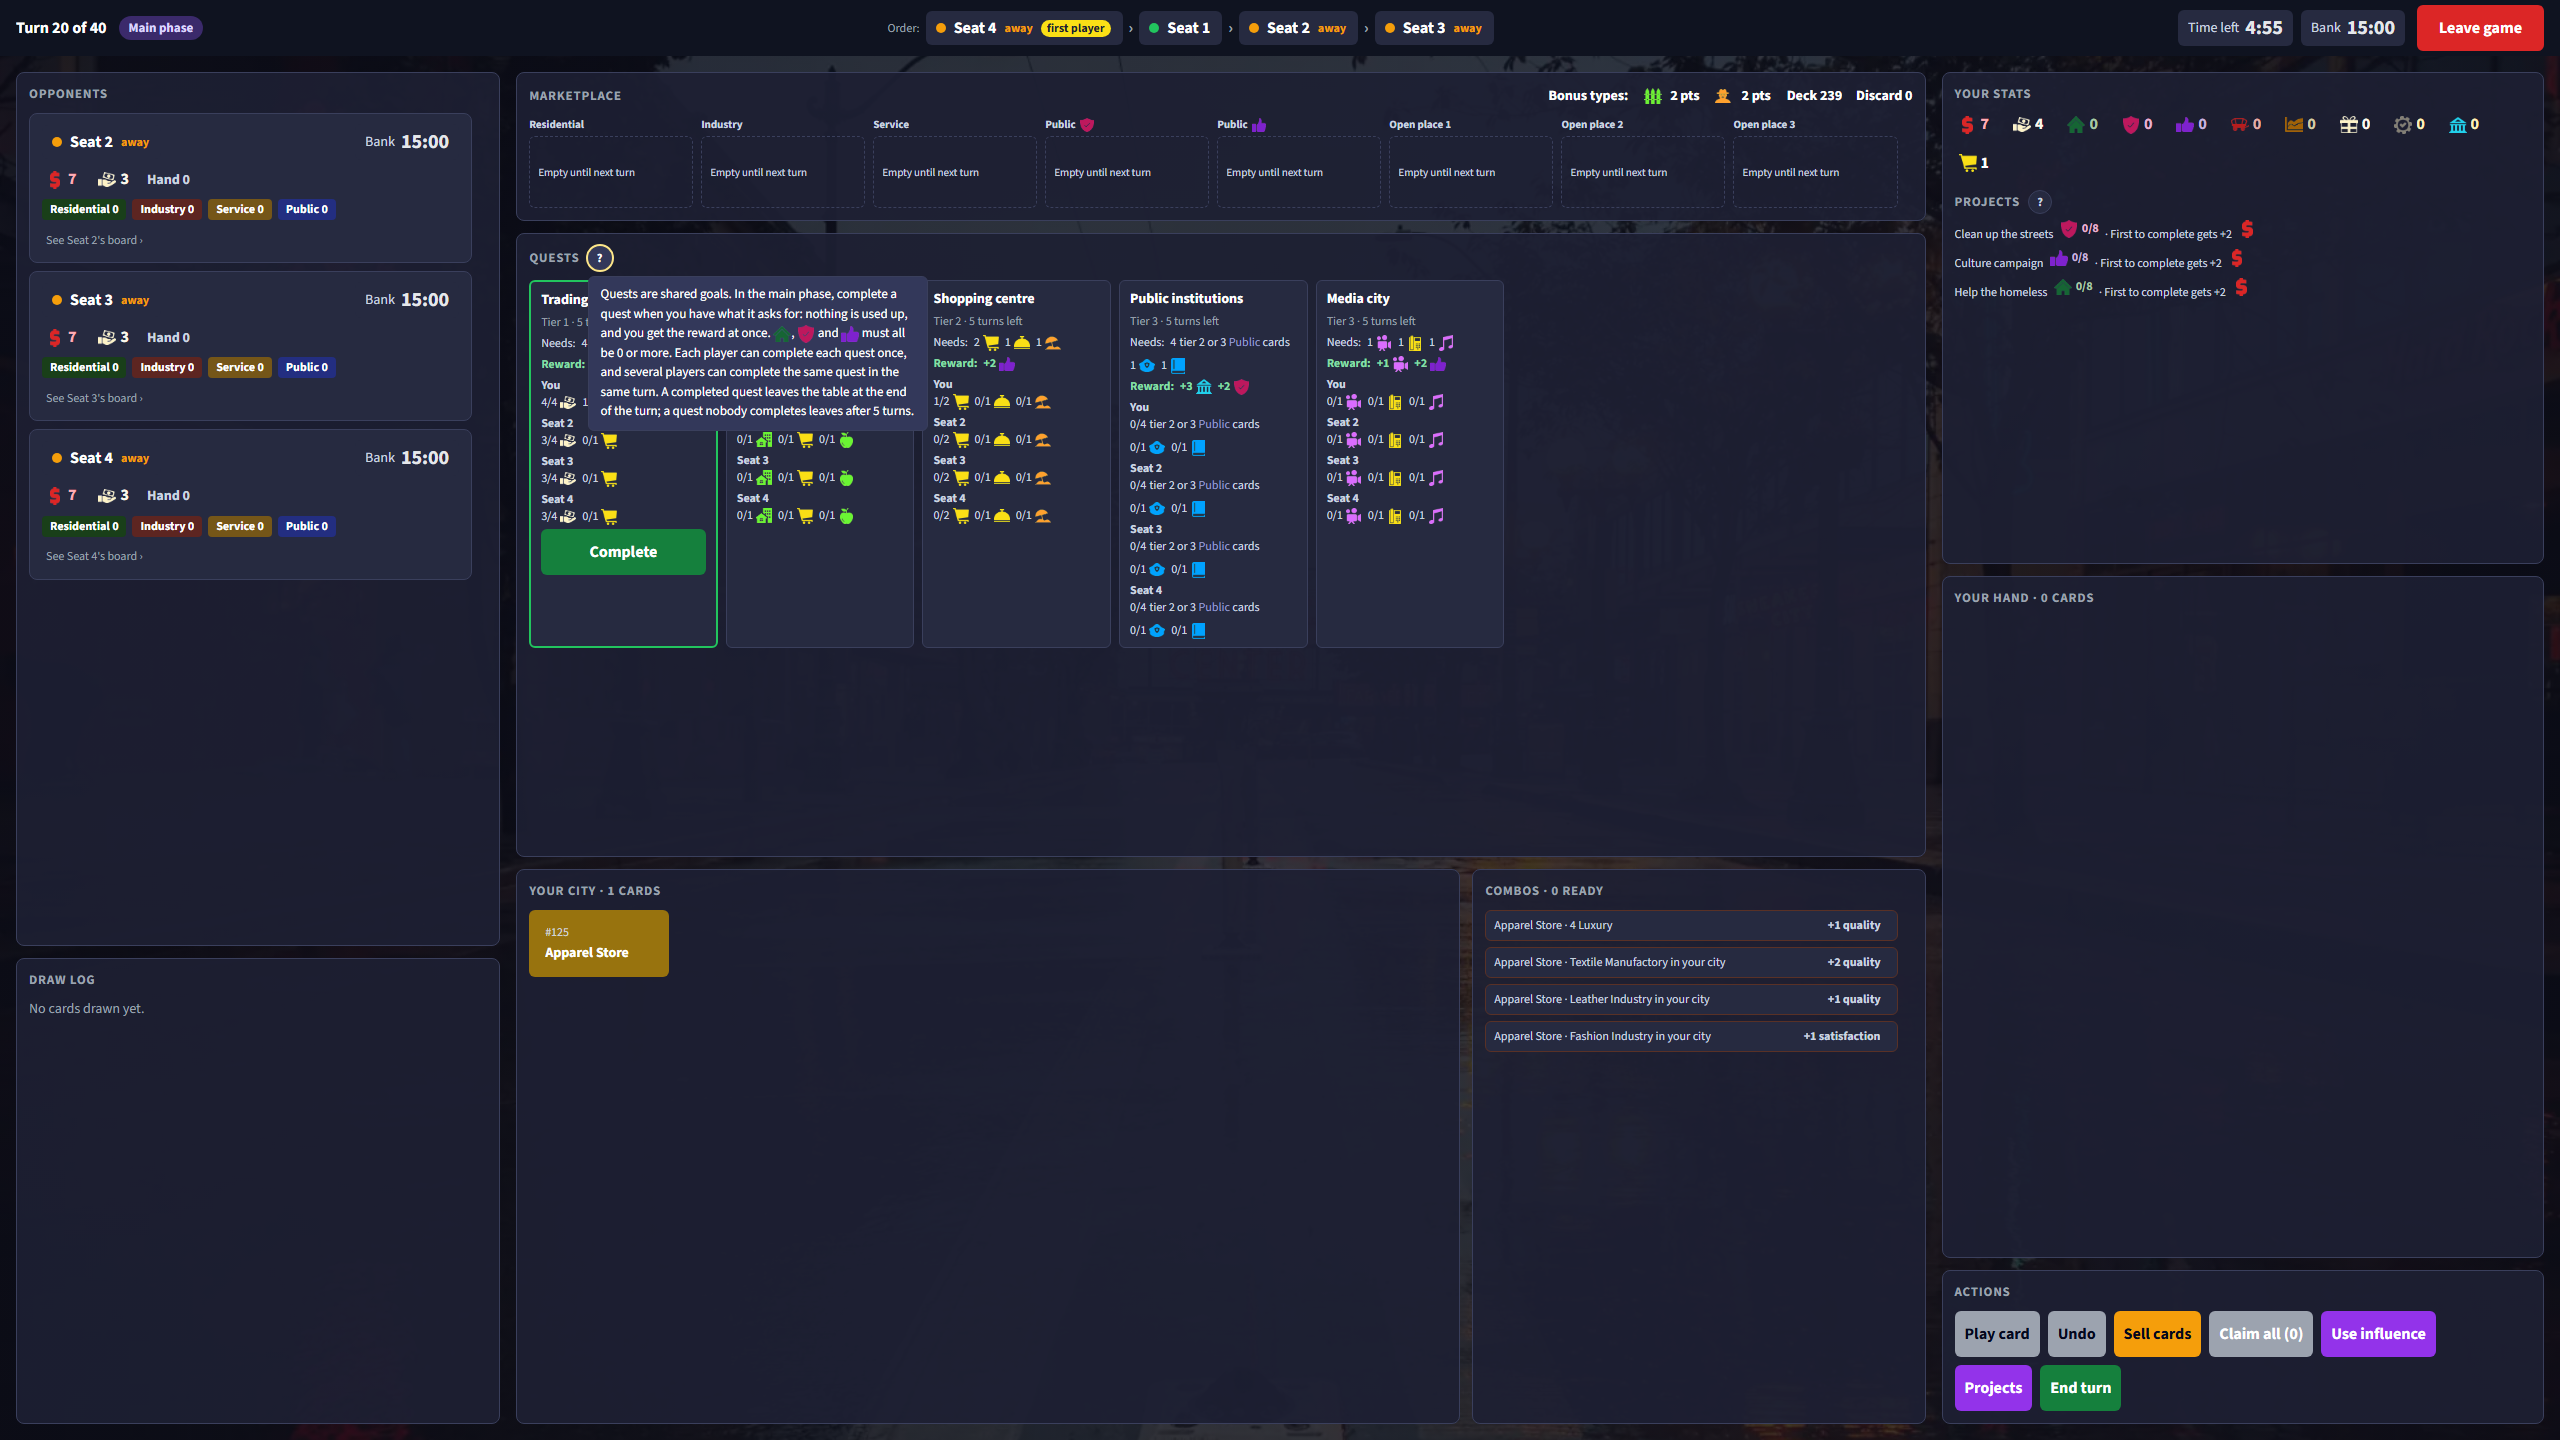 Turn 20 of 40 Main phase
Order: Seat 4 away first player › Seat 1 › Seat 2 away › Seat 3 away
Time left 4:55 Bank 15:00 Leave game
OPPONENTS
Seat 2 away Bank 15:00
7 3 Hand 0
Residential 0 Industry 0 Service 0 Public 0
See Seat 2's board ›
Seat 3 away Bank 15:00
7 3 Hand 0
Residential 0 Industry 0 Service 0 Public 0
See Seat 3's board ›
Seat 4 away Bank 15:00
7 3 Hand 0
Residential 0 Industry 0 Service 0 Public 0
See Seat 4's board ›
DRAW LOG
No cards drawn yet.
MARKETPLACE
Bonus types: 2 pts 2 pts Deck 239 Discard 0
Residential Industry Service Public Public Open place 1 Open place 2 Open place 3
Empty until next turn Empty until next turn Empty until next turn Empty until next turn Empty until next turn Empty until next turn Empty until next turn Empty until next turn
QUESTS ?
Quests are shared goals. In the main phase, complete a
quest when you have what it asks for: nothing is used up,
and you get the reward at once. , and must all
be 0 or more. Each player can complete each quest once,
and several players can complete the same quest in the
same turn. A completed quest leaves the table at the end
of the turn; a quest nobody completes leaves after 5 turns.
Trading
Tier 1 · 5 t
Needs: 4
Reward:
You
4/4 1
Seat 2
3/4 0/1
Seat 3
3/4 0/1
Seat 4
3/4 0/1
Complete
0/1 0/1 0/1
Seat 3
0/1 0/1 0/1
Seat 4
0/1 0/1 0/1
Shopping centre
Tier 2 · 5 turns left
Needs: 2 1 1
Reward: +2
You
1/2 0/1 0/1
Seat 2
0/2 0/1 0/1
Seat 3
0/2 0/1 0/1
Seat 4
0/2 0/1 0/1
Public institutions
Tier 3 · 5 turns left
Needs: 4 tier 2 or 3 Public cards
1 1
Reward: +3 +2
You
0/4 tier 2 or 3 Public cards
0/1 0/1
Seat 2
0/4 tier 2 or 3 Public cards
0/1 0/1
Seat 3
0/4 tier 2 or 3 Public cards
0/1 0/1
Seat 4
0/4 tier 2 or 3 Public cards
0/1 0/1
Media city
Tier 3 · 5 turns left
Needs: 1 1 1
Reward: +1 +2
You
0/1 0/1 0/1
Seat 2
0/1 0/1 0/1
Seat 3
0/1 0/1 0/1
Seat 4
0/1 0/1 0/1
YOUR CITY · 1 CARDS
#125
Apparel Store
COMBOS · 0 READY
Apparel Store · 4 Luxury +1 quality
Apparel Store · Textile Manufactory in your city +2 quality
Apparel Store · Leather Industry in your city +1 quality
Apparel Store · Fashion Industry in your city +1 satisfaction
YOUR STATS
7 4 0 0 0 0 0 0 0 0
1
PROJECTS ?
Clean up the streets 0/8 · First to complete gets +2
Culture campaign 0/8 · First to complete gets +2
Help the homeless 0/8 · First to complete gets +2
YOUR HAND · 0 CARDS
ACTIONS
Play card Undo Sell cards Claim all (0) Use influence
Projects End turn